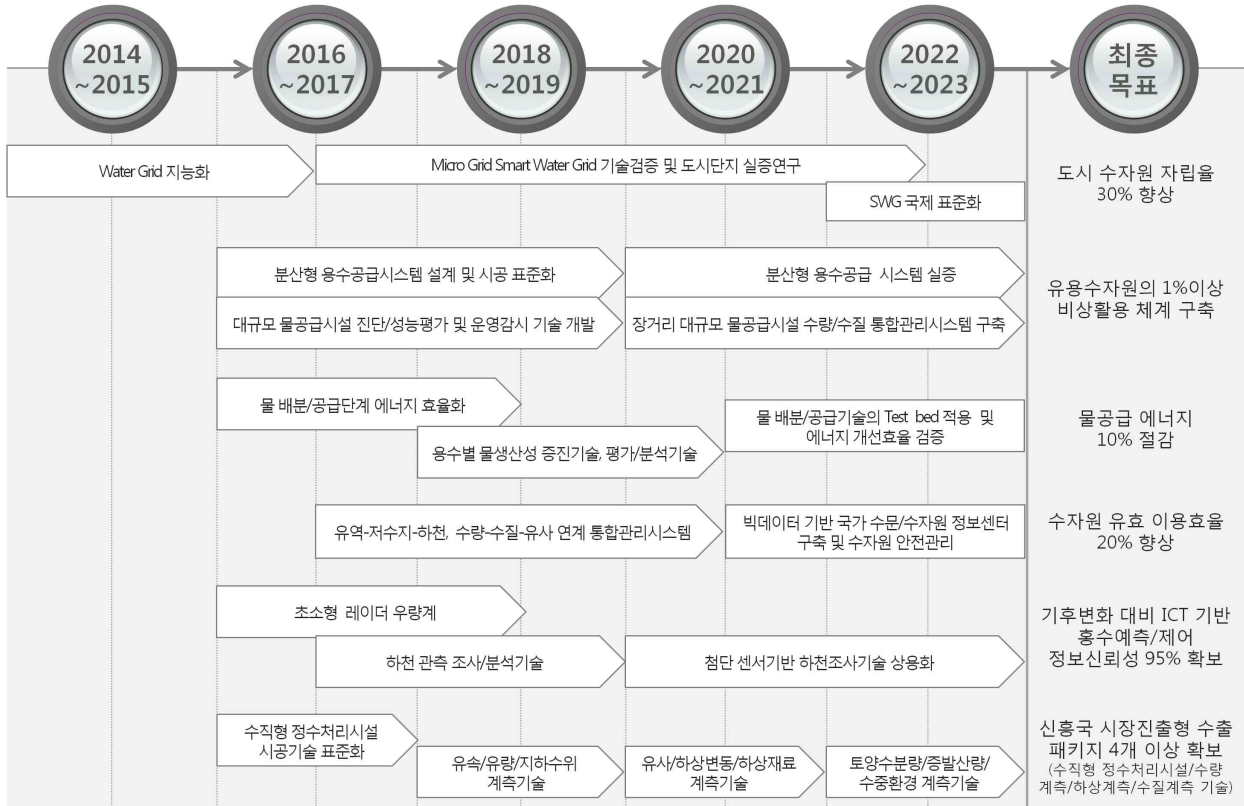 2014
~2015
2016
~2017
2018
~2019
2020
~2021
2022
~2023
최종
목표
Water Grid 지능화
Micro Grid Smart Water Grid 기술검증 및 도시단지 실증연구
SWG 국제 표준화
도시 수자원 자립율
30% 향상
분산형 용수공급시스템 설계 및 시공 표준화
분산형 용수공급 시스템 실증
대규모 물공급시설 진단/성능평가 및 운영감시 기술 개발
장거리 대규모 물공급시설 수량/수질 통합관리시스템 구축
유용수자원의 1%이상
비상활용 체계 구축
물 배분/공급단계 에너지 효율화
용수별 물생산성 증진기술, 평가/분석기술
물 배분/공급기술의 Test bed 적용 및
에너지 개선효율 검증
물공급 에너지
10% 절감
유역-저수지-하천, 수량-수질-유사 연계 통합관리시스템
빅데이터 기반 국가 수문/수자원 정보센터
구축 및 수자원 안전관리
수자원 유효 이용효율
20% 향상
초소형 레이더 우량계
하천 관측 조사/분석기술
첨단 센서기반 하천조사기술 상용화
기후변화 대비 ICT 기반
홍수예측/제어
정보신뢰성 95% 확보
수직형 정수처리시설
시공기술 표준화
유속/유량/지하수위
계측기술
유사/하상변동/하상재료
계측기술
토양수분량/증발산량/
수중환경 계측기술
신흥국 시장진출형 수출
패키지 4개 이상 확보
(수직형 정수처리시설/수량
계측/하상계측/수질계측 기술)